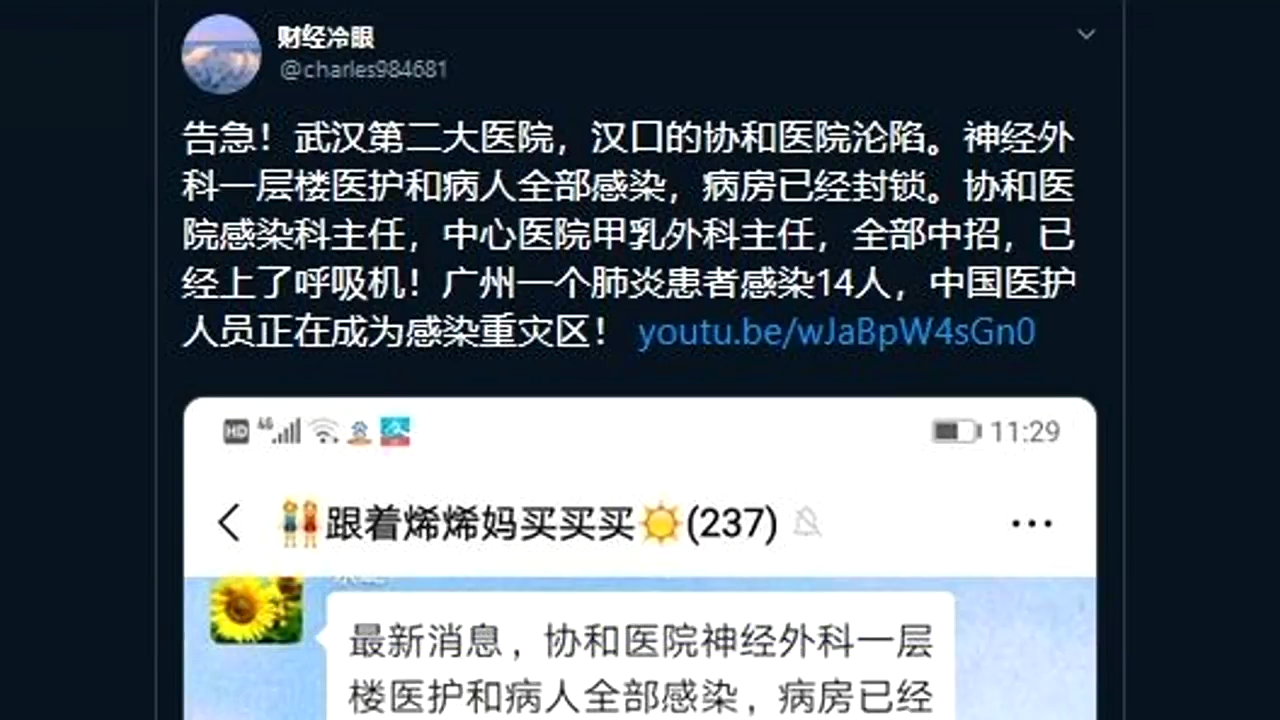 财经冷眼
@charles984681
告急！武汉第二大医院，汉口的协和医院沦陷。神经外
科一层楼医护和病人全部感染，病房已经封锁。协和医
院感染科主任，中心医院甲乳外科主任，全部中招，已
经上了呼吸机！广州一个肺炎患者感染14人，中国医护
人员正在成为感染重灾区！ youtu.be/wJaBpW4sGn0
HD 4G 11:29
跟着烯烯妈买买买(237)
最新消息，协和医院神经外科一层
楼医护和病人全部感染，病房已经